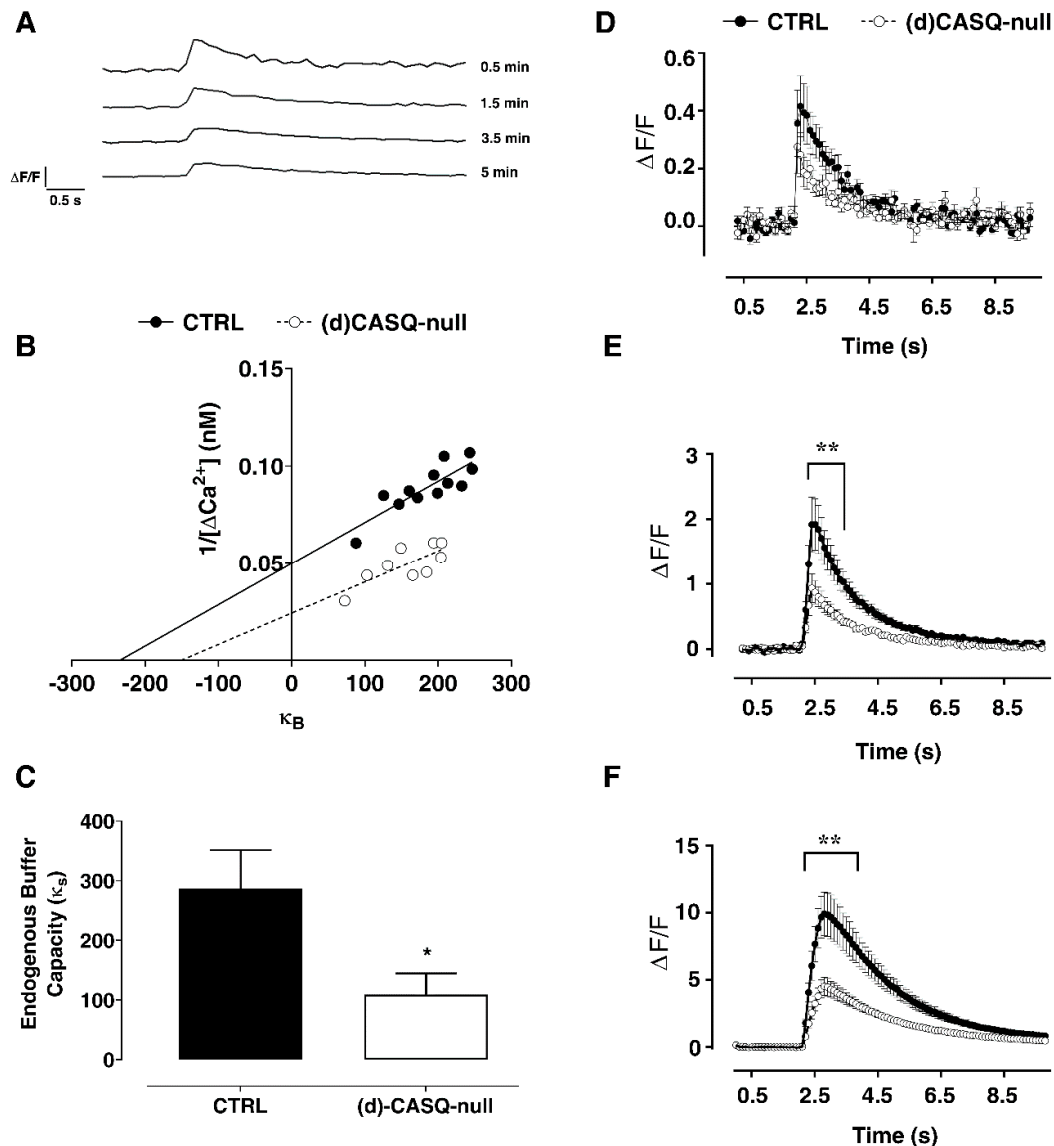 A
0.5 min
1.5 min
3.5 min
5 min
ΔF/F
0.5 s
CTRL (d)CASQ-null
B
1/[ΔCa2+] (nM)
0.15
0.10
0.05
-300 -200 -100 0 100 200 300
κB
C
Endogenous Buffer
Capacity (κs)
400
300
200
100
0
*
CTRL (d)-CASQ-null
D
CTRL (d)CASQ-null
ΔF/F
0.6
0.4
0.2
0.0
0.5 2.5 4.5 6.5 8.5
Time (s)
E
**
ΔF/F
3
2
1
0
0.5 2.5 4.5 6.5 8.5
Time (s)
F
**
ΔF/F
15
10
5
0
0.5 2.5 4.5 6.5 8.5
Time (s)